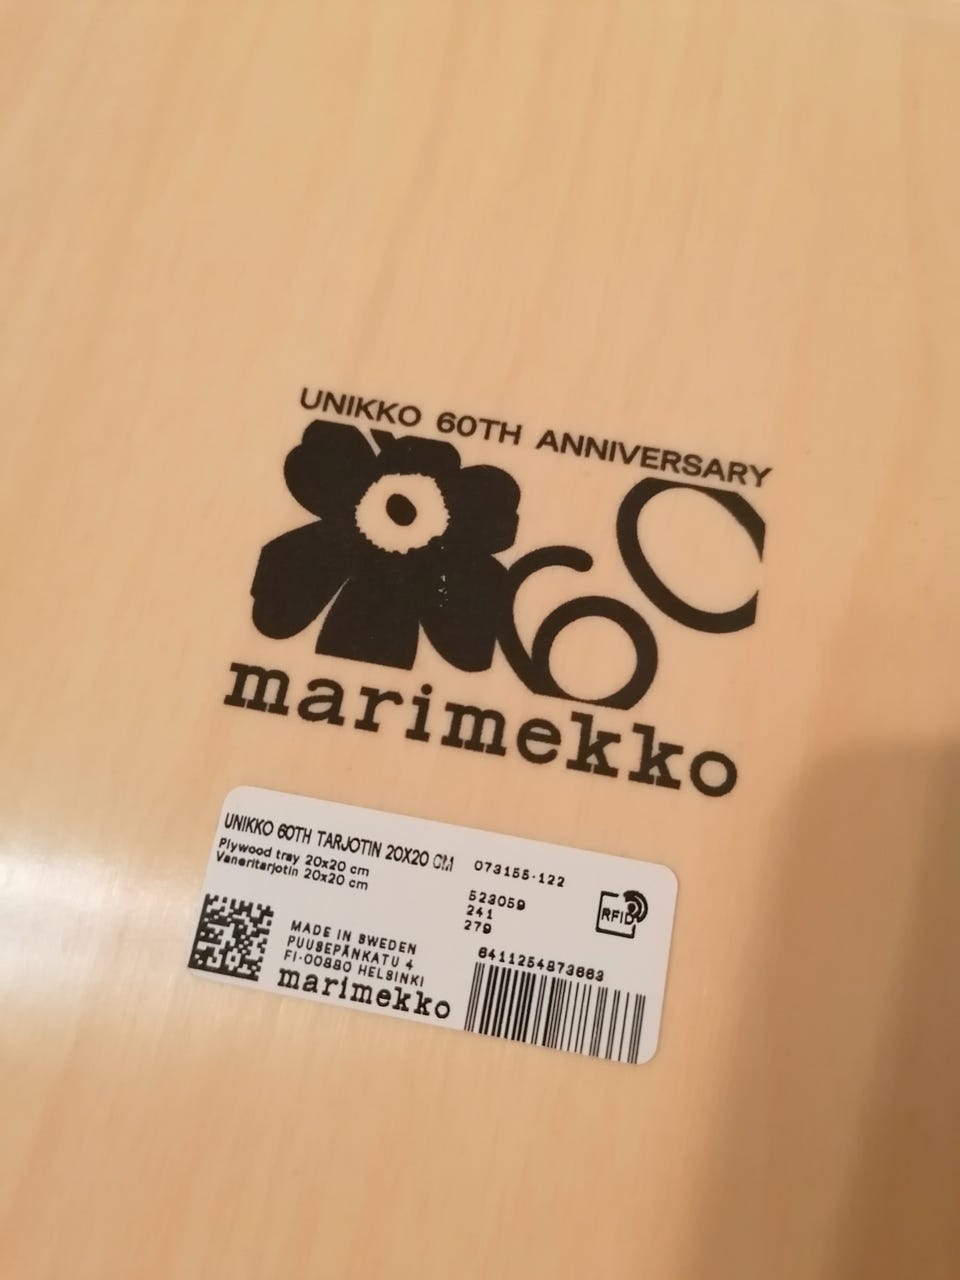 UNIKKO 60TH ANNIVERSARY
60
marimekko
UNIKKO 60TH TARJOTIN 20X20 CM
Plywood tray 20x20 cm
Vaneritarjotin 20x20 cm
073155-122
523059
241
279
RFID
MADE IN SWEDEN
PUUSEPÄNKATU 4
FI-00880 HELSINKI
marimekko
6411254873663